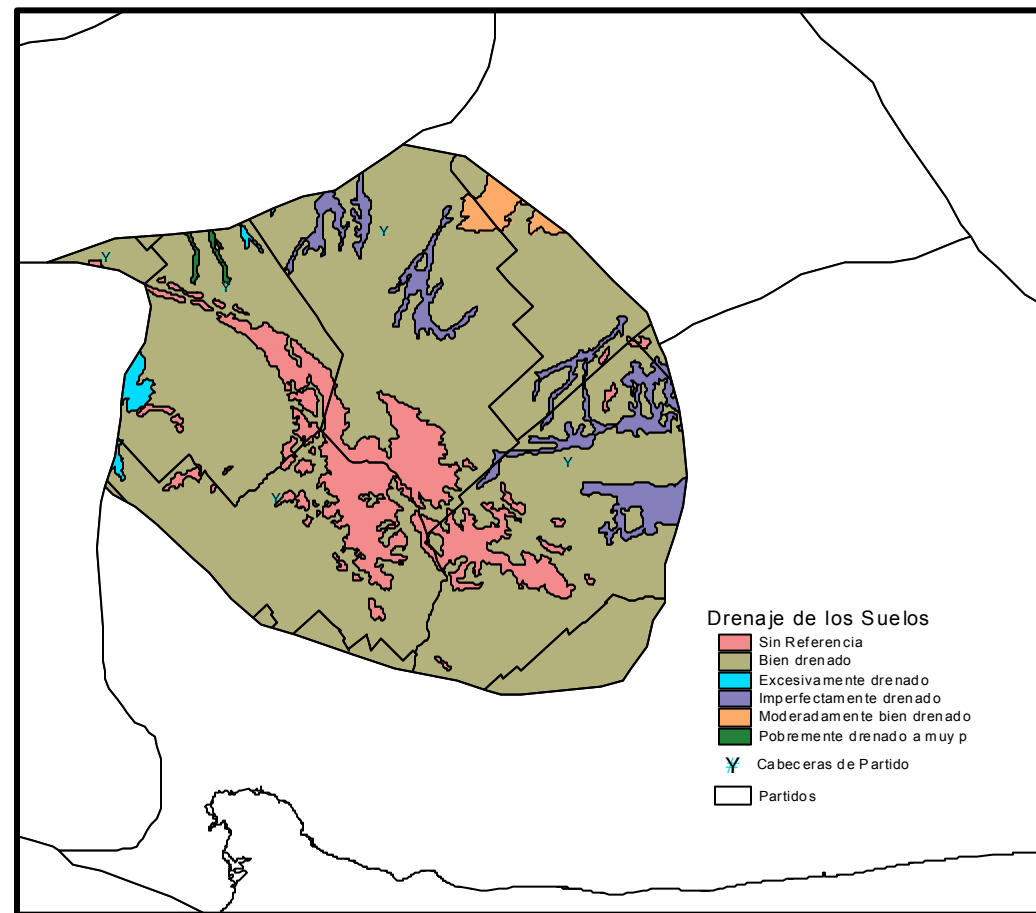 Drenaje de los Suelos
Sin Referencia
Bien drenado
Excesivamente drenado
Imperfectamente drenado
Moderadamente bien drenado
Pobremente drenado a muy p
Cabeceras de Partido
Partidos